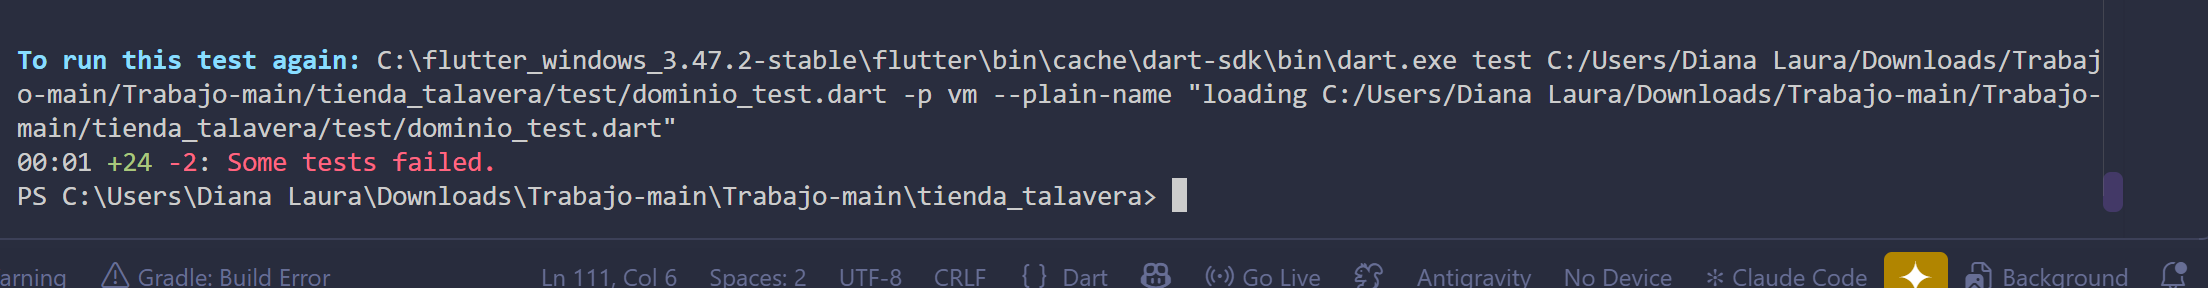 To run this test again: C:\flutter_windows_3.47.2-stable\flutter\bin\cache\dart-sdk\bin\dart.exe test C:/Users/Diana Laura/Downloads/Trabaj
o-main/Trabajo-main/tienda_talavera/test/dominio_test.dart -p vm --plain-name "loading C:/Users/Diana Laura/Downloads/Trabajo-main/Trabajo-
main/tienda_talavera/test/dominio_test.dart"
00:01 +24 -2: Some tests failed.
PS C:\Users\Diana Laura\Downloads\Trabajo-main\Trabajo-main\tienda_talavera>
arning Gradle: Build Error Ln 111, Col 6 Spaces: 2 UTF-8 CRLF { } Dart Go Live Antigravity No Device Claude Code Background